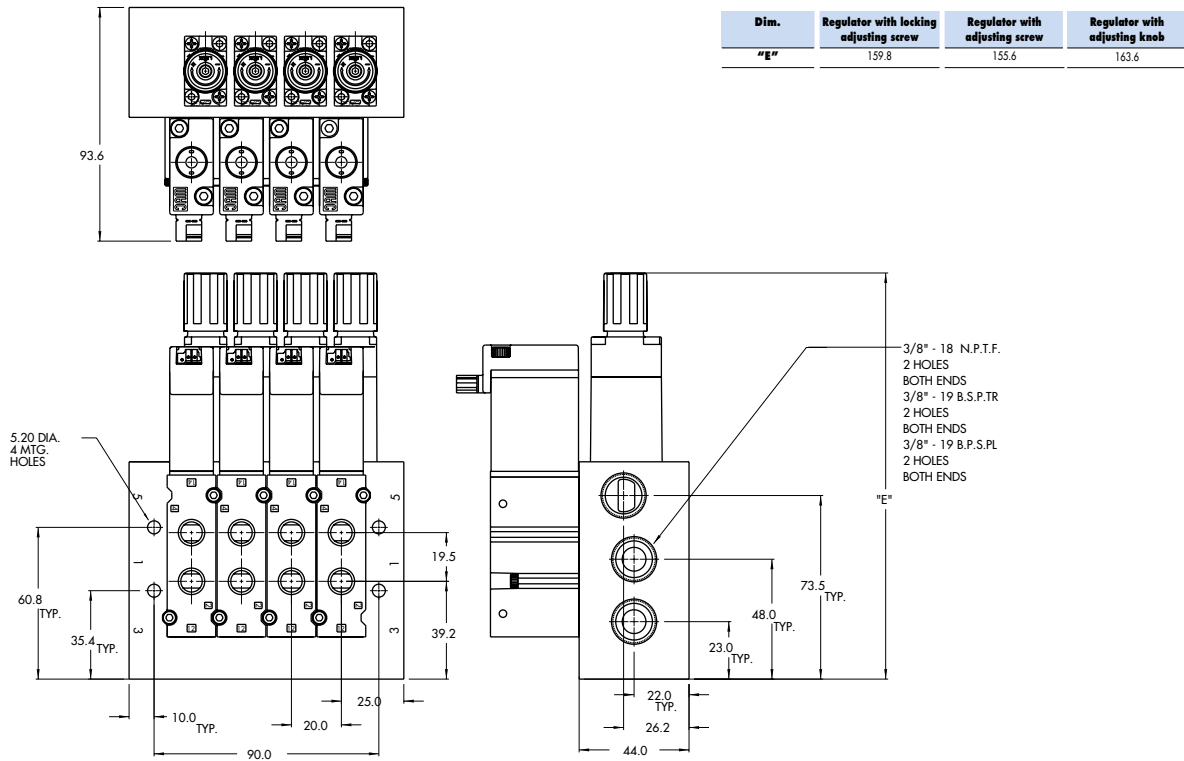 Dim.
Regulator with locking
adjusting screw
Regulator with
adjusting screw
Regulator with
adjusting knob
"E"
159.8
155.6
163.6
93.6
5.20 DIA.
4 MTG.
HOLES
5
1
3
5
1
3
60.8
TYP.
35.4
TYP.
19.5
39.2
10.0
TYP.
20.0
25.0
90.0
3/8" - 18 N.P.T.F.
2 HOLES
BOTH ENDS
3/8" - 19 B.S.P.TR
2 HOLES
BOTH ENDS
3/8" - 19 B.P.S.PL
2 HOLES
BOTH ENDS
"E"
73.5
TYP.
48.0
TYP.
23.0
TYP.
22.0
TYP.
26.2
44.0